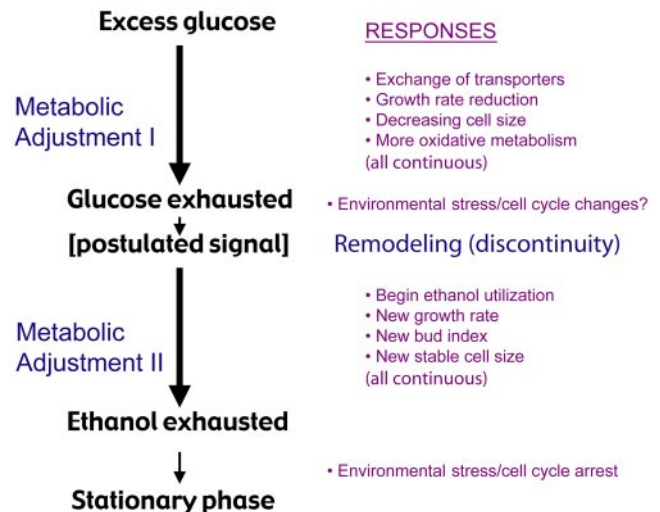 Excess glucose
RESPONSES
Metabolic
Adjustment I
• Exchange of transporters
• Growth rate reduction
• Decreasing cell size
• More oxidative metabolism
(all continuous)
Glucose exhausted
• Environmental stress/cell cycle changes?
[postulated signal]
Remodeling (discontinuity)
Metabolic
Adjustment II
• Begin ethanol utilization
• New growth rate
• New bud index
• New stable cell size
(all continuous)
Ethanol exhausted
• Environmental stress/cell cycle arrest
Stationary phase